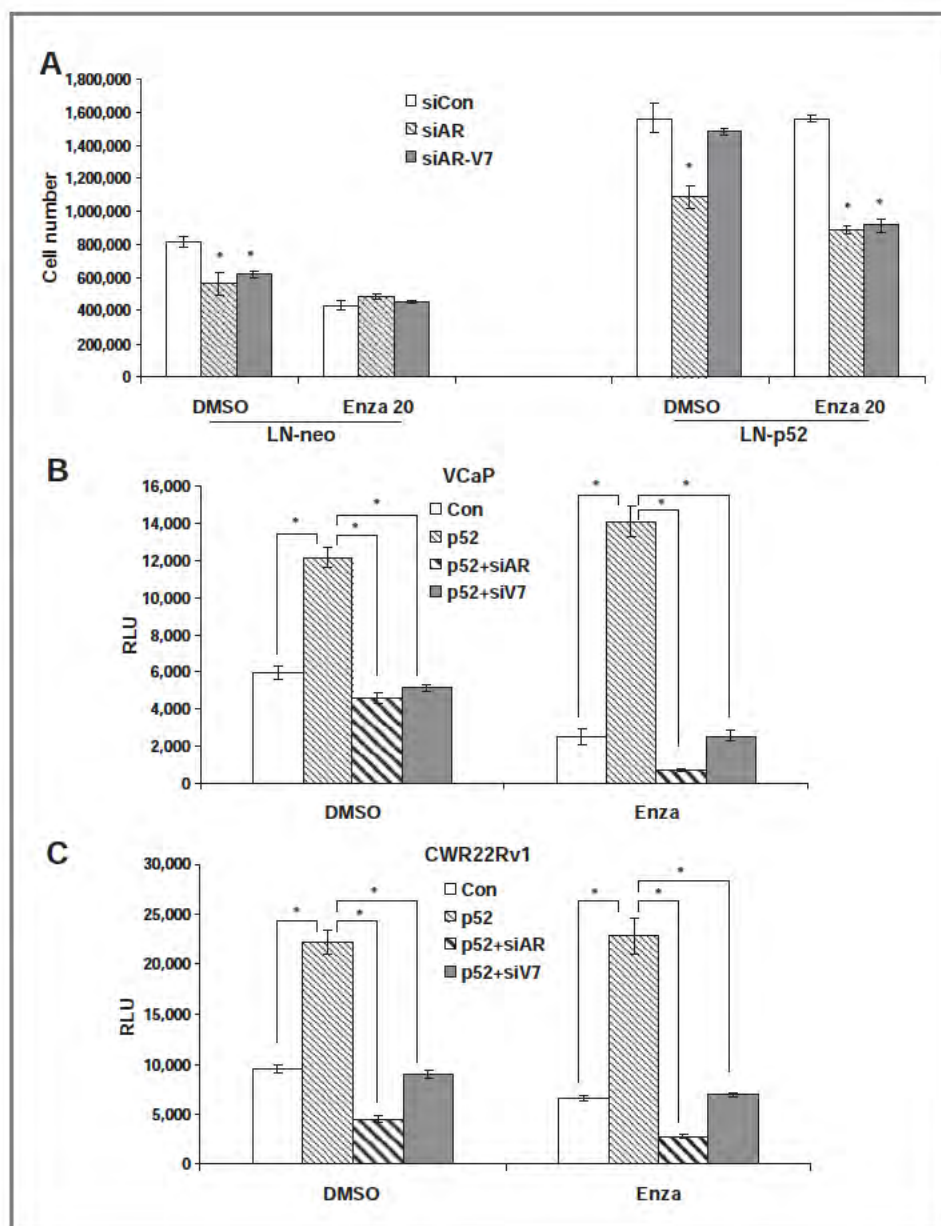 A
1,800,000
1,600,000
1,400,000
1,200,000
1,000,000
800,000
600,000
400,000
200,000
0
Cell number
siCon
siAR
siAR-V7
* *
*
* *
DMSO Enza 20 DMSO Enza 20
LN-neo LN-p52
B
VCaP
16,000
14,000
12,000
10,000
8,000
6,000
4,000
2,000
0
RLU
Con
p52
p52+siAR
p52+siV7
* * *
* * *
DMSO Enza
C
CWR22Rv1
30,000
25,000
20,000
15,000
10,000
5,000
0
RLU
Con
p52
p52+siAR
p52+siV7
* * *
* * *
DMSO Enza